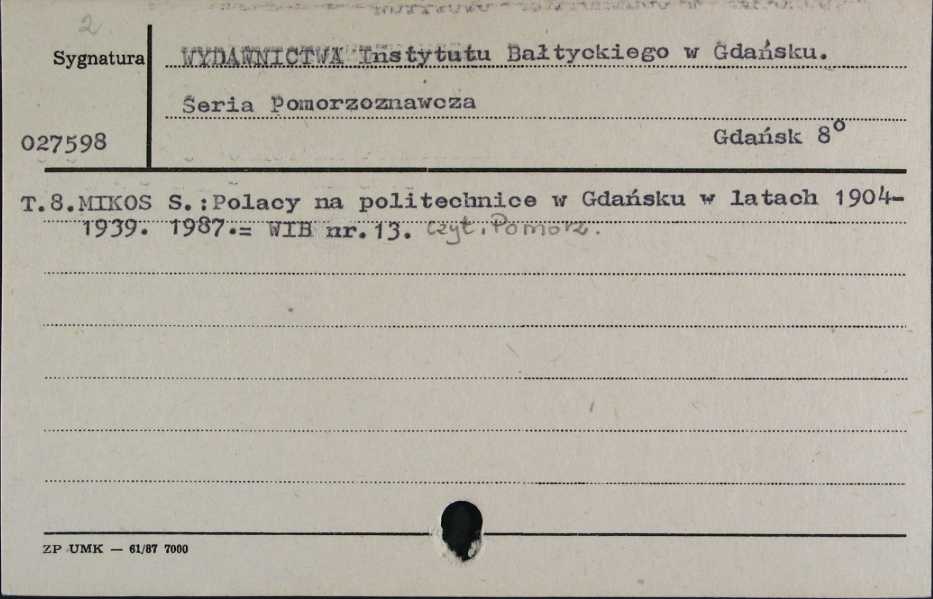 2
Sygnatura WYDAWNICTWA Instytutu Bałtyckiego w Gdańsku.
Seria Pomorzoznawcza
027598 Gdańsk 8°
T.8.MIKOS S.:Polacy na politechnice w Gdańsku w latach 1904-
1939. 1987.= WIB nr.13. czyt. Pomorz.
ZP UMK — 61/87 7000